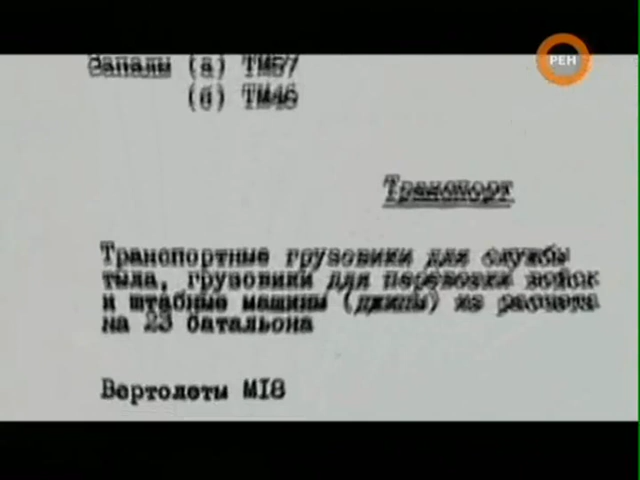 РЕН
Запалы (а) ТМ57
(б) ТМ46
Транспорт
Транспортные грузовики для службы
тыла, грузовики для перевозки войск
и штабные машины (джипы) из расчета
на 23 батальона
Вертолеты МI8